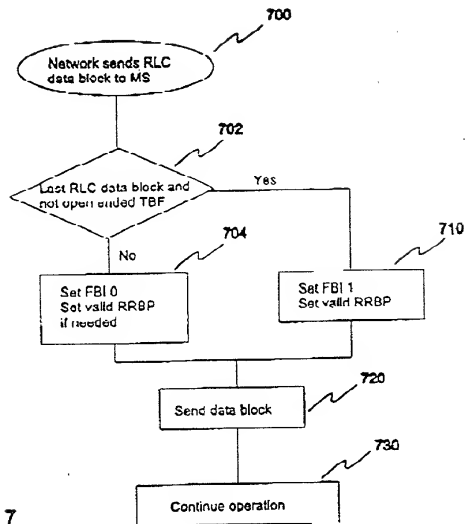 700
Network sends RLC
data block to MS
702
Last RLC data block and
not open ended TBF
Yes
No
704
710
Set FBI 0
Set valid RRBP
if needed
Set FBI 1
Set valid RRBP
720
Send data block
730
Continue operation
7